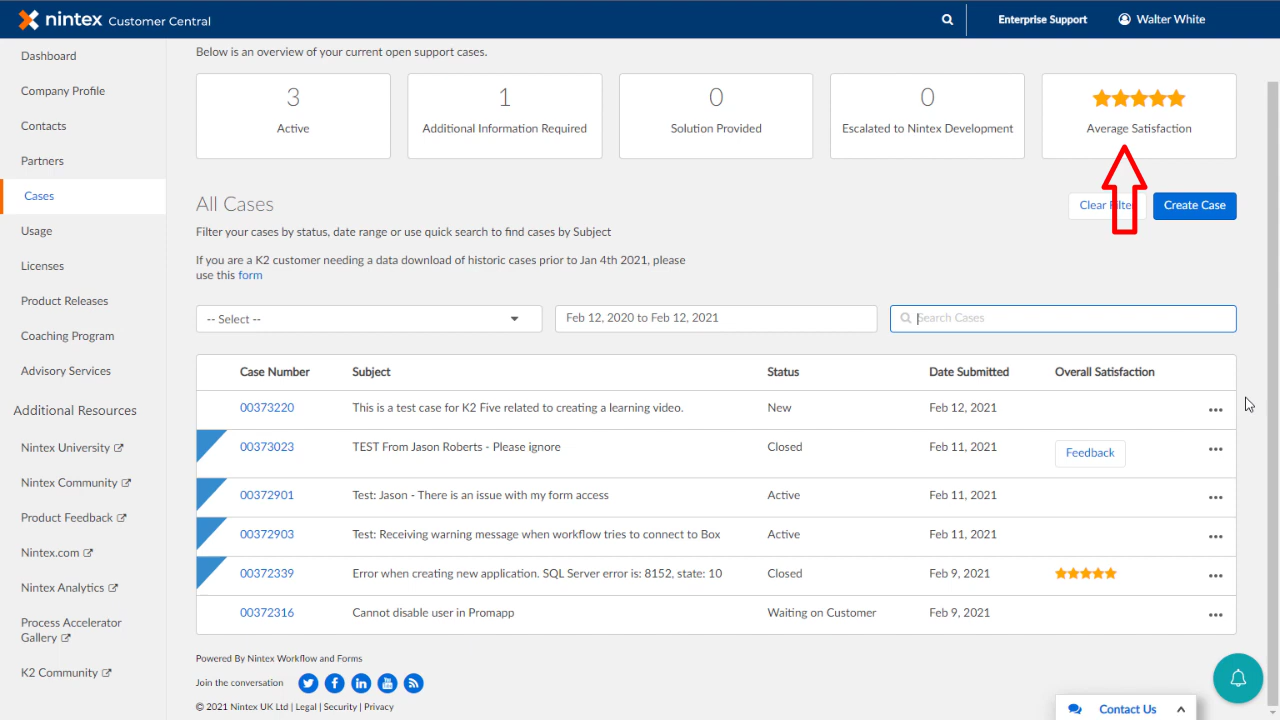 nintex Customer Central
Enterprise Support
Walter White
Dashboard
Company Profile
Contacts
Partners
Cases
Usage
Licenses
Product Releases
Coaching Program
Advisory Services
Additional Resources
Nintex University
Nintex Community
Product Feedback
Nintex.com
Nintex Analytics
Process Accelerator
Gallery
K2 Community
Below is an overview of your current open support cases.
3
Active
1
Additional Information Required
0
Solution Provided
0
Escalated to Nintex Development
Average Satisfaction
All Cases
Clear Filte
Create Case
Filter your cases by status, date range or use quick search to find cases by Subject
If you are a K2 customer needing a data download of historic cases prior to Jan 4th 2021, please
use this form
-- Select --
Feb 12, 2020 to Feb 12, 2021
Search Cases
Case Number Subject Status Date Submitted Overall Satisfaction
00373220 This is a test case for K2 Five related to creating a learning video. New Feb 12, 2021
00373023 TEST From Jason Roberts - Please ignore Closed Feb 11, 2021 Feedback
00372901 Test: Jason - There is an issue with my form access Active Feb 11, 2021
00372903 Test: Receiving warning message when workflow tries to connect to Box Active Feb 11, 2021
00372339 Error when creating new application. SQL Server error is: 8152, state: 10 Closed Feb 9, 2021
00372316 Cannot disable user in Promapp Waiting on Customer Feb 9, 2021
Powered By Nintex Workflow and Forms
Join the conversation
© 2021 Nintex UK Ltd | Legal | Security | Privacy
Contact Us